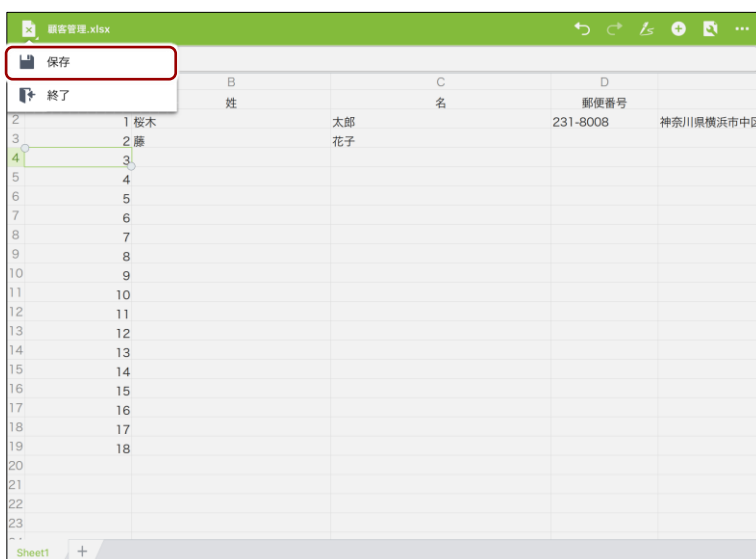 顧客管理.xlsx
保存
終了
B C D
姓 名 郵便番号
2 1 桜木 太郎 231-8008 神奈川県横浜市中区
3 2 藤 花子
4 3
5 4
6 5
7 6
8 7
9 8
10 9
11 10
12 11
13 12
14 13
15 14
16 15
17 16
18 17
19 18
20
21
22
23
Sheet1 +